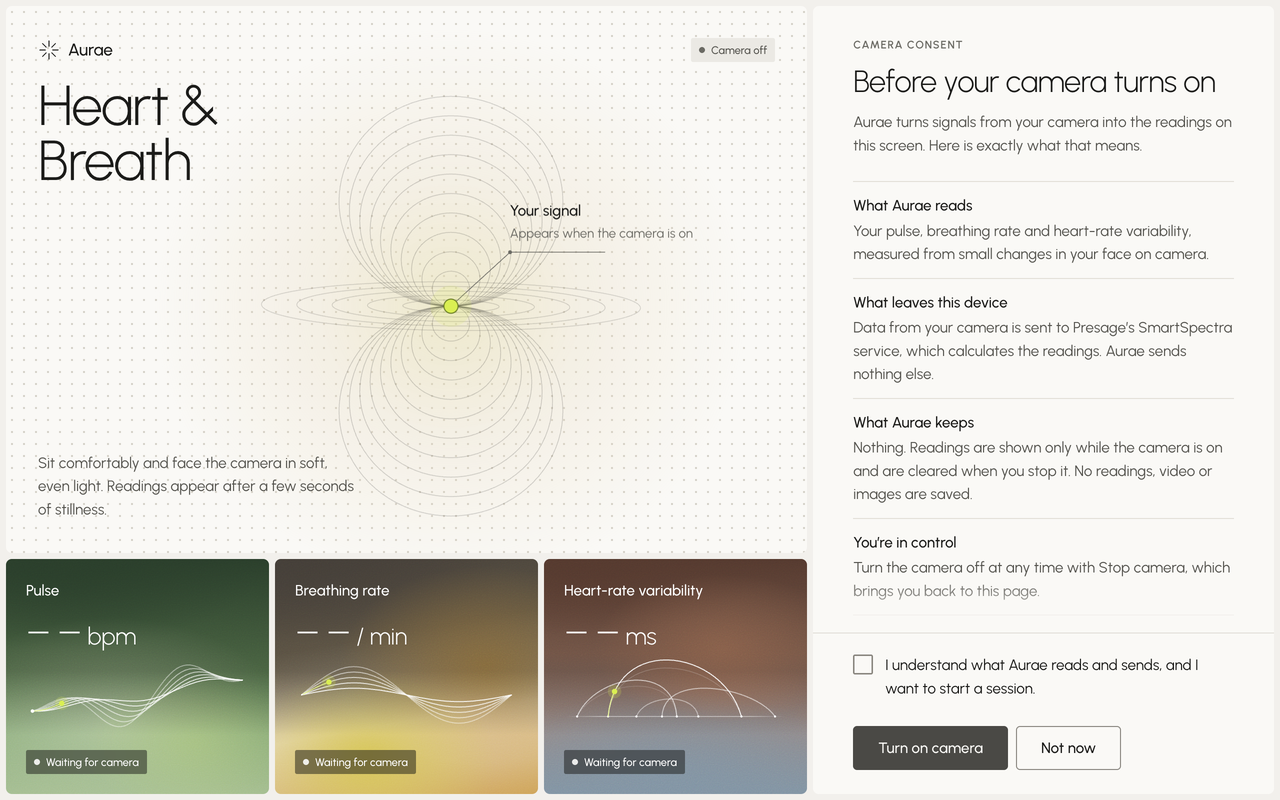 Aurae
Camera off
Heart &
Breath
Your signal
Appears when the camera is on
Sit comfortably and face the camera in soft,
even light. Readings appear after a few seconds
of stillness.
Pulse
— — bpm
Waiting for camera
Breathing rate
— — / min
Waiting for camera
Heart-rate variability
— — ms
Waiting for camera
CAMERA CONSENT
Before your camera turns on
Aurae turns signals from your camera into the readings on
this screen. Here is exactly what that means.
What Aurae reads
Your pulse, breathing rate and heart-rate variability,
measured from small changes in your face on camera.
What leaves this device
Data from your camera is sent to Presage’s SmartSpectra
service, which calculates the readings. Aurae sends
nothing else.
What Aurae keeps
Nothing. Readings are shown only while the camera is on
and are cleared when you stop it. No readings, video or
images are saved.
You’re in control
Turn the camera off at any time with Stop camera, which
brings you back to this page.
I understand what Aurae reads and sends, and I
want to start a session.
Turn on camera
Not now